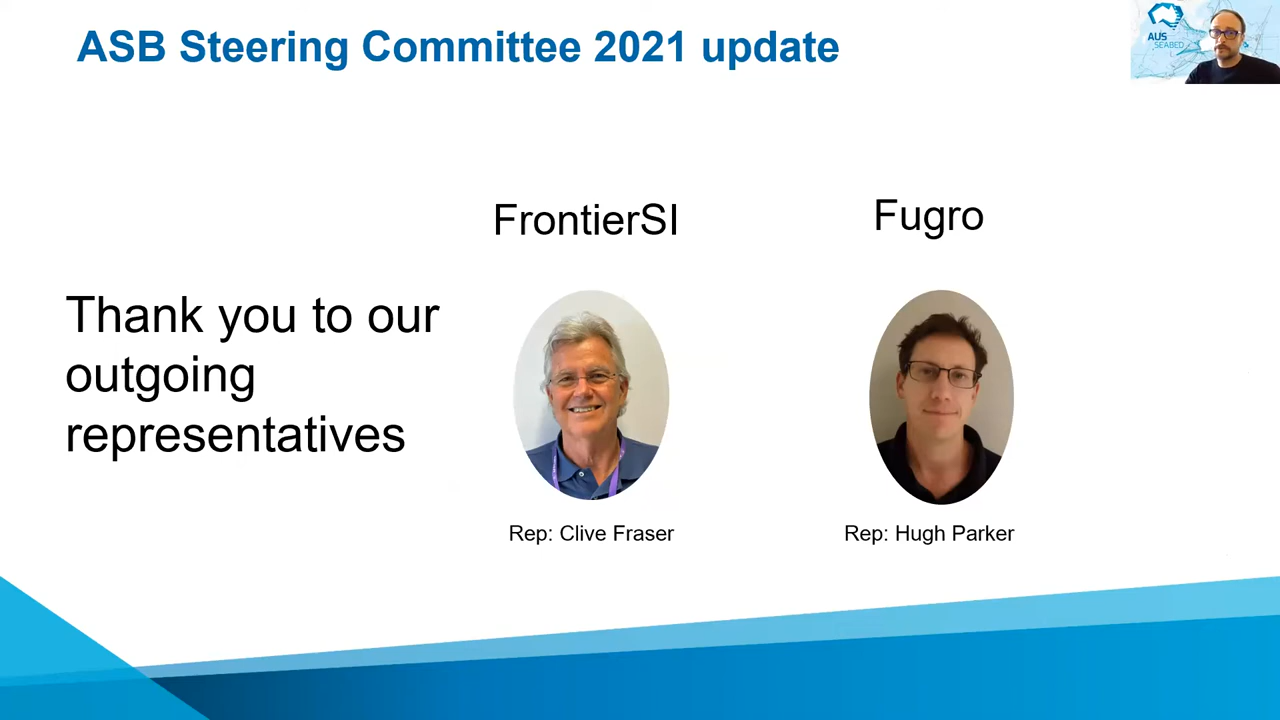 ASB Steering Committee 2021 update
AUS
SEABED
FrontierSI
Fugro
Thank you to our
outgoing
representatives
Rep: Clive Fraser
Rep: Hugh Parker